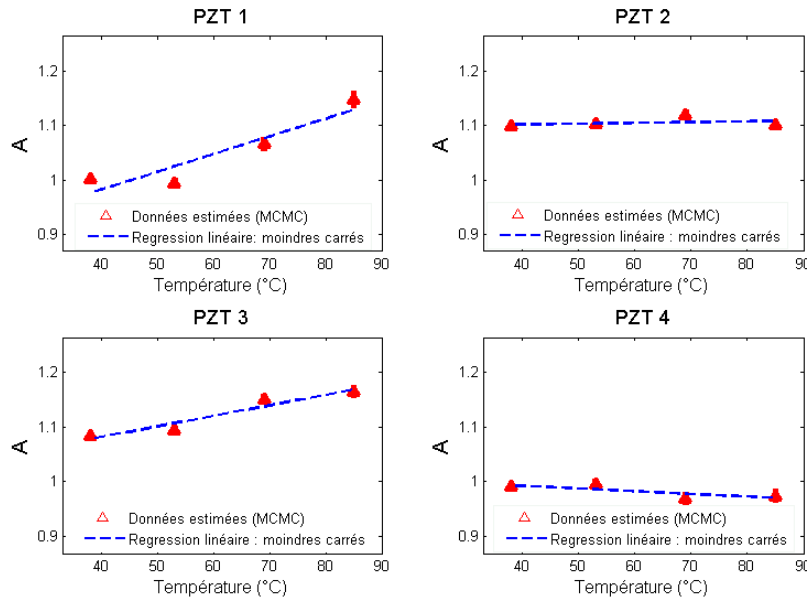 PZT 1
1.2
1.1
1
0.9
A
Données estimées (MCMC)
Regression linéaire: moindres carrés
40 50 60 70 80 90
Température (°C)
PZT 2
1.2
1.1
1
0.9
A
Données estimées (MCMC)
Regression linéaire : moindres carrés
40 50 60 70 80 90
Température (°C)
PZT 3
1.2
1.1
1
0.9
A
Données estimées (MCMC)
Regression linéaire : moindres carrés
40 50 60 70 80 90
Température (°C)
PZT 4
1.2
1.1
1
0.9
A
Données estimées (MCMC)
Regression linéaire : moindres carrés
40 50 60 70 80 90
Température (°C)